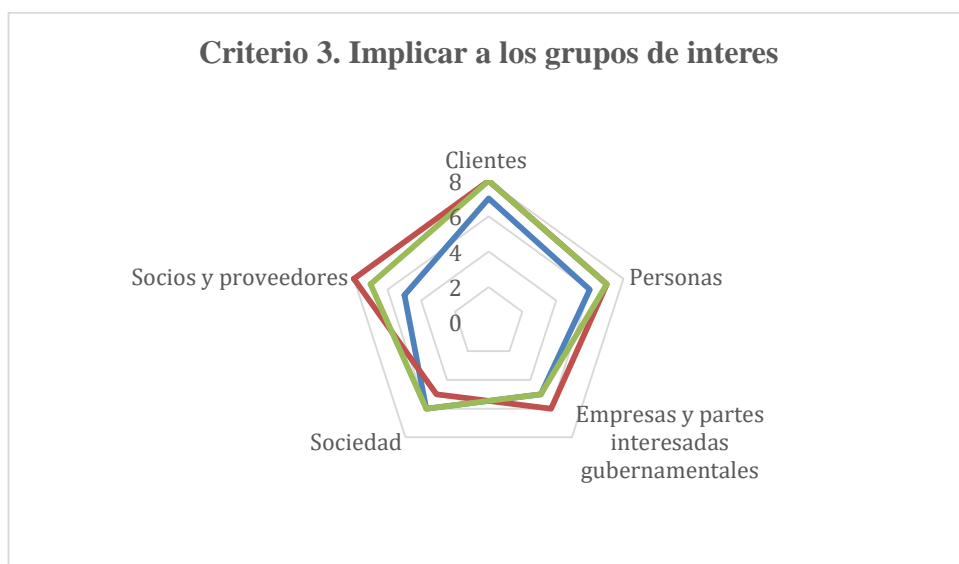 Criterio 3. Implicar a los grupos de interes
Clientes
8
6
4
2
0
Personas
Empresas y partes
interesadas
gubernamentales
Sociedad
Socios y proveedores